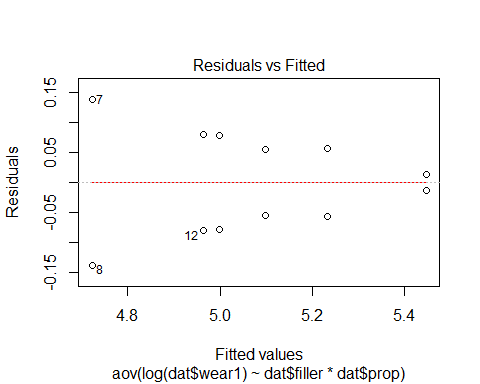 Residuals vs Fitted
Residuals
0.15
0.05
-0.05
-0.15
7
12
8
4.8 5.0 5.2 5.4
Fitted values
aov(log(dat$wear1) ~ dat$filler * dat$prop)